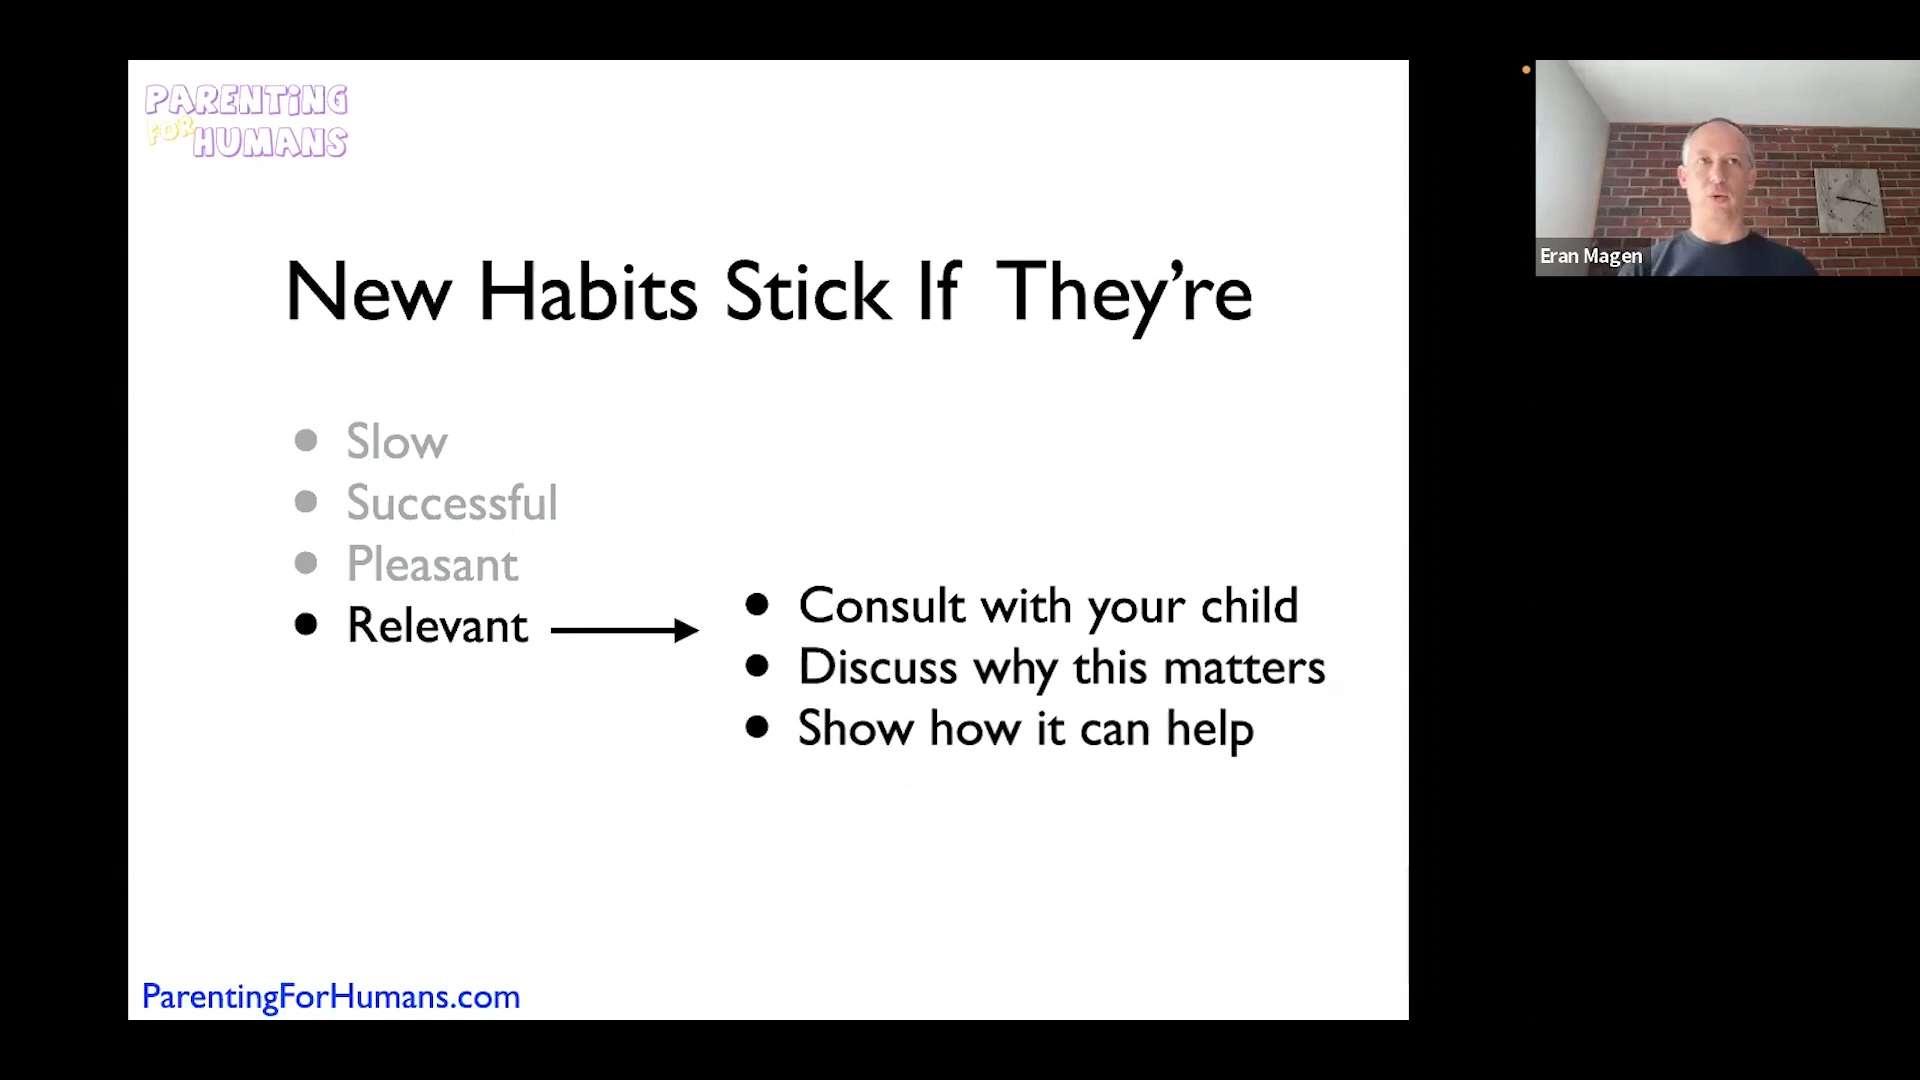 PARENTING
FOR HUMANS
New Habits Stick If They’re
Slow
Successful
Pleasant
Relevant
Consult with your child
Discuss why this matters
Show how it can help
ParentingForHumans.com
Eran Magen